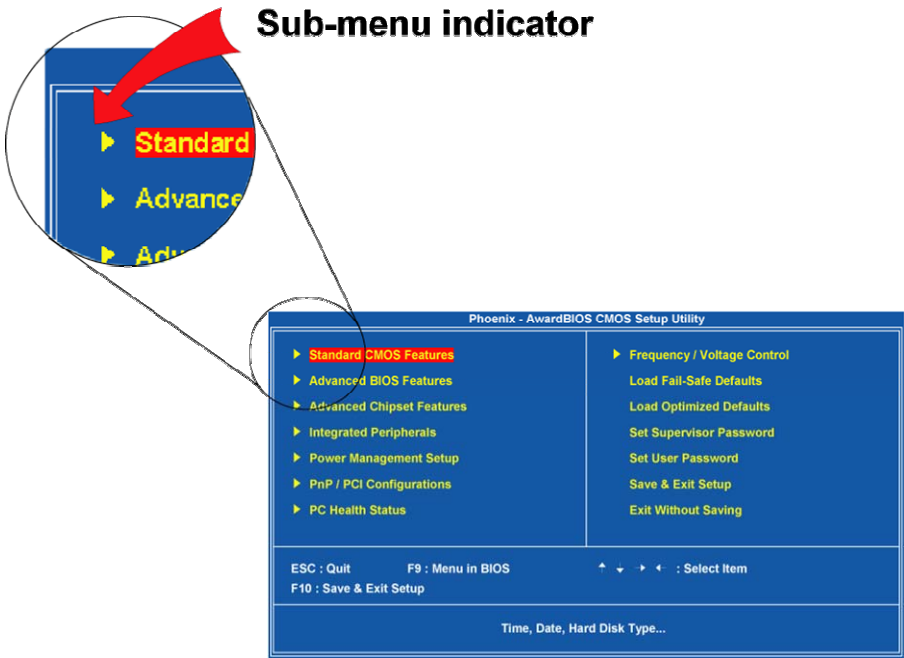 Sub-menu indicator
Standard
Advance
Phoenix - AwardBIOS CMOS Setup Utility
Standard CMOS Features
Advanced BIOS Features
Advanced Chipset Features
Integrated Peripherals
Power Management Setup
PnP / PCI Configurations
PC Health Status
Frequency / Voltage Control
Load Fail-Safe Defaults
Load Optimized Defaults
Set Supervisor Password
Set User Password
Save & Exit Setup
Exit Without Saving
ESC : Quit F9 : Menu in BIOS ↑ ↓ → ← : Select Item
F10 : Save & Exit Setup
Time, Date, Hard Disk Type...